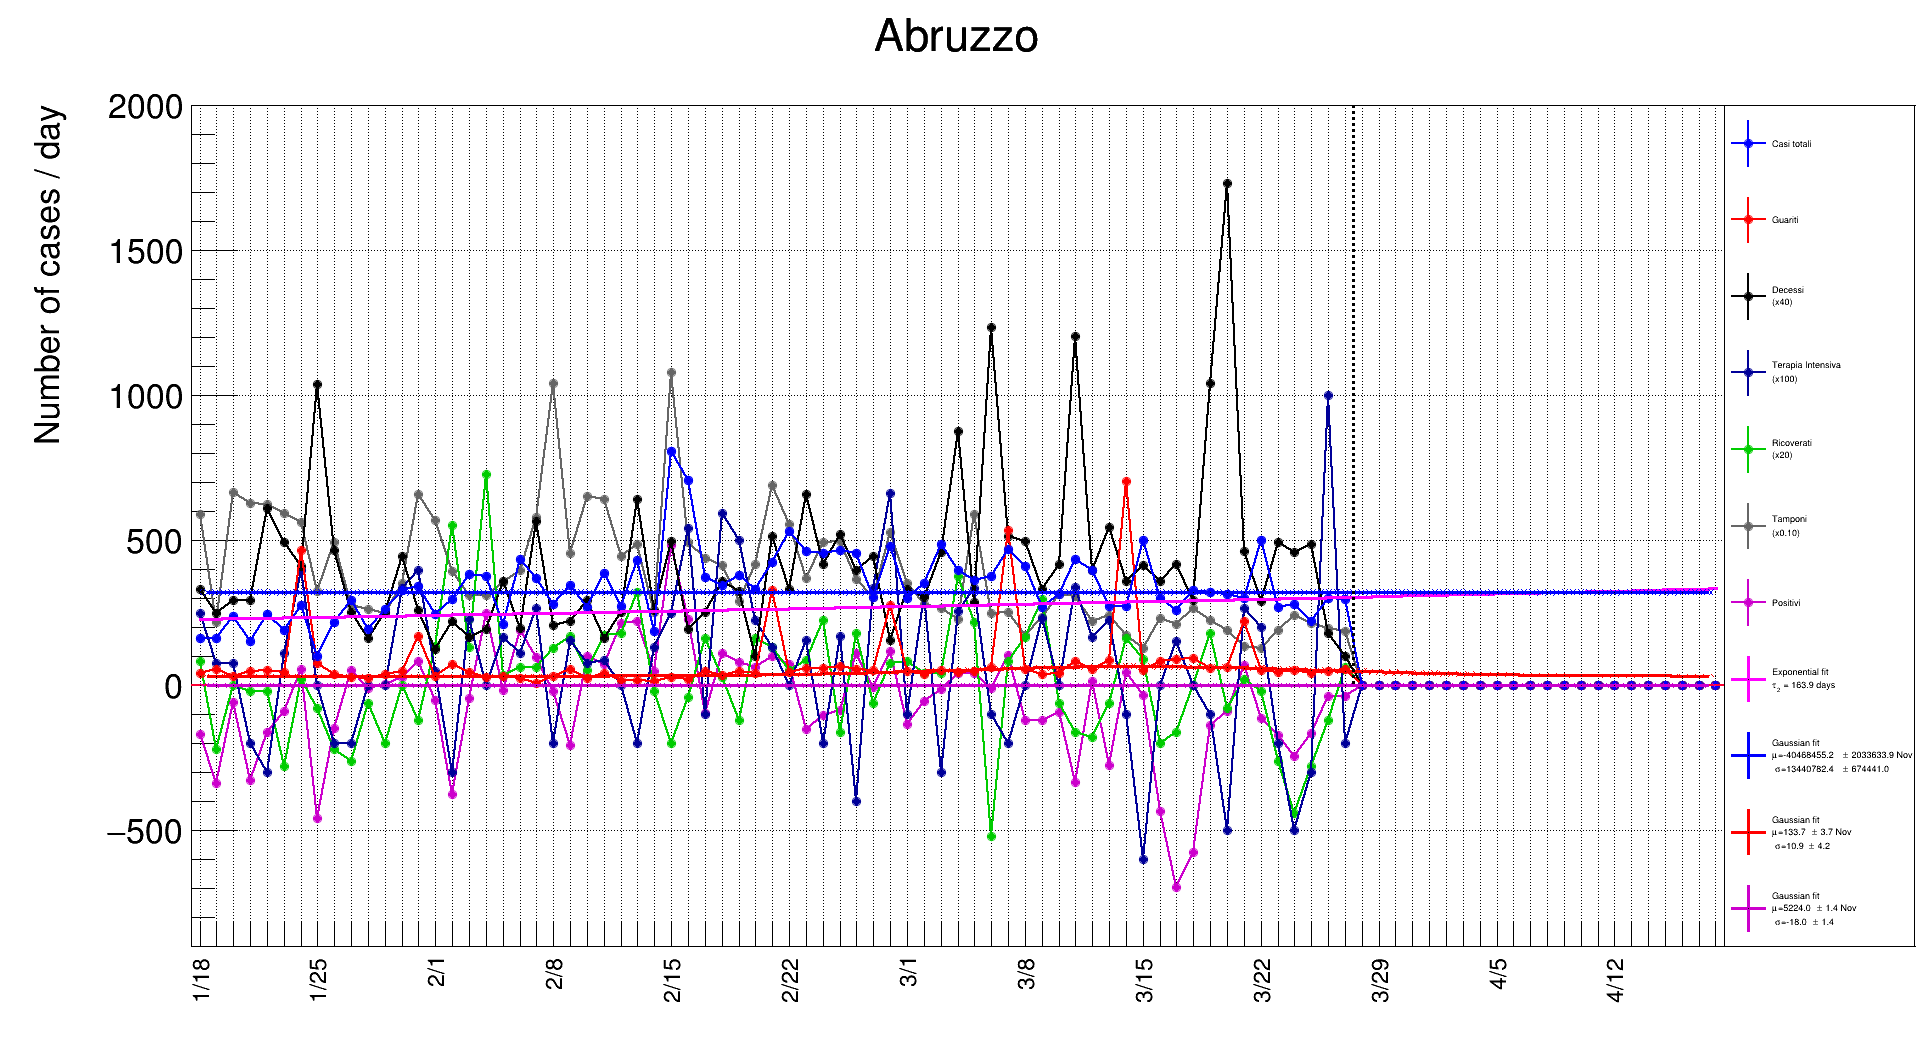 Abruzzo
Number of cases / day
2000
1500
1000
500
0
−500
1/18
1/25
2/1
2/8
2/15
2/22
3/1
3/8
3/15
3/22
3/29
4/5
4/12
Casi totali
Guariti
Decessi
(x40)
Terapia Intensiva
(x100)
Ricoverati
(x20)
Tamponi
(x0.10)
Positivi
Exponential fit
τ2 = 163.9 days
Gaussian fit
μ=-40468455.2 ± 2033633.9 Nov
σ=13440782.4 ± 674441.0
Gaussian fit
μ=133.7 ± 3.7 Nov
σ=10.9 ± 4.2
Gaussian fit
μ=5224.0 ± 1.4 Nov
σ=-18.0 ± 1.4